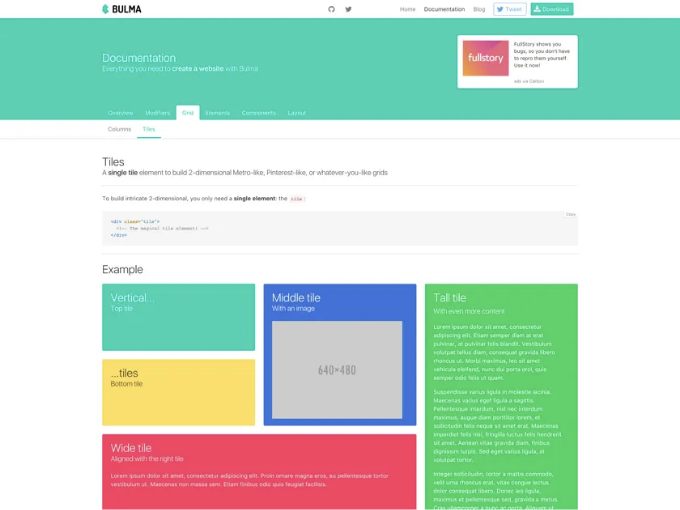 BULMA
Home Documentation Blog Tweet Download
Documentation
Everything you need to create a website with Bulma
fullstory
FullStory shows you
bugs, so you don't have
to repro them yourself.
Use it now!
ads via Carbon
Overview Modifiers Grid Elements Components Layout
Columns Tiles
Tiles
A single tile element to build 2-dimensional Metro-like, Pinterest-like, or whatever-you-like grids
To build intricate 2-dimensional, you only need a single element: the tile
<div class="tile">
<!-- The magical tile element! -->
</div>
Example
Vertical...
Top tile
...tiles
Bottom tile
Middle tile
With an image
640×480
Wide tile
Aligned with the right tile
Lorem ipsum dolor sit amet, consectetur adipiscing elit. Proin ornare magna eros, eu pellentesque tortor
vestibulum ut. Maecenas non massa sem. Etiam finibus odio quis feugiat facilisis.
Tall tile
With even more content
Lorem ipsum dolor sit amet, consectetur
adipiscing elit. Etiam semper diam at erat
pulvinar, at pulvinar felis blandit. Vestibulum
volutpat tellus diam, consequat gravida libero
rhoncus ut. Morbi maximus, leo sit amet
vehicula eleifend, nunc dui porta orci, quis
semper odio felis ut quam.
Suspendisse varius ligula in molestie lacinia.
Maecenas varius eget ligula a sagittis.
Pellentesque interdum, nisl nec interdum
maximus, augue diam porttitor lorem, et
sollicitudin felis neque sit amet erat. Maecenas
imperdiet felis nisi, fringilla luctus felis hendrerit
sit amet. Aenean vitae gravida diam, finibus
dignissim turpis. Sed eget varius ligula, at
volutpat tortor.
Integer sollicitudin, tortor a mattis commodo,
velit urna rhoncus erat, vitae congue lectus
dolor consequat libero. Donec leo ligula,
maximus et pellentesque sed, gravida a metus.